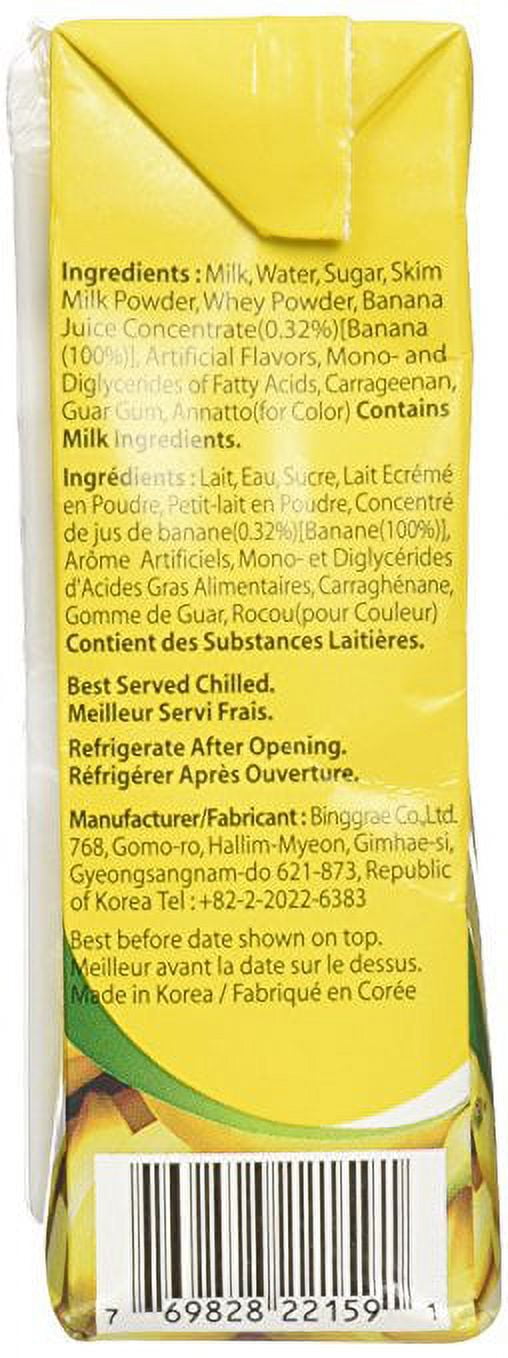 Ingredients : Milk, Water, Sugar, Skim
Milk Powder, Whey Powder, Banana
Juice Concentrate(0.32%)[Banana
(100%)], Artificial Flavors, Mono- and
Diglycerides of Fatty Acids, Carrageenan,
Guar Gum, Annatto(for Color) Contains
Milk Ingredients.
Ingrédients : Lait, Eau, Sucre, Lait Ecrémé
en Poudre, Petit-lait en Poudre, Concentré
de jus de banane(0.32%)[Banane(100%)],
Arôme Artificiels, Mono- et Diglycérides
d'Acides Gras Alimentaires, Carraghénane,
Gomme de Guar, Rocou(pour Couleur)
Contient des Substances Laitières.
Best Served Chilled.
Meilleur Servi Frais.
Refrigerate After Opening.
Réfrigérer Après Ouverture.
Manufacturer/Fabricant : Binggrae Co.,Ltd.
768, Gomo-ro, Hallim-Myeon, Gimhae-si,
Gyeongsangnam-do 621-873, Republic
of Korea Tel : +82-2-2022-6383
Best before date shown on top.
Meilleur avant la date sur le dessus.
Made in Korea / Fabriqué en Corée
7 69828 22159 1